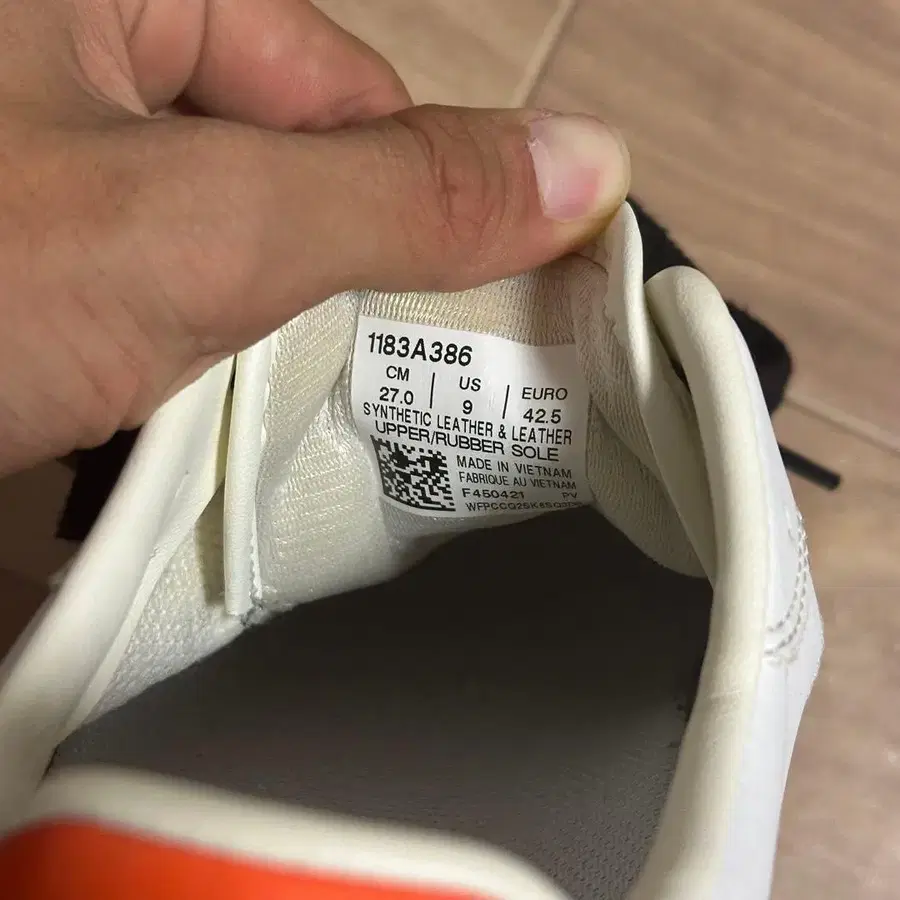 1183A386
CM | US | EURO
27.0 | 9 | 42.5
SYNTHETIC LEATHER & LEATHER
UPPER/RUBBER SOLE
MADE IN VIETNAM
FABRIQUE AU VIETNAM
F450421 PV